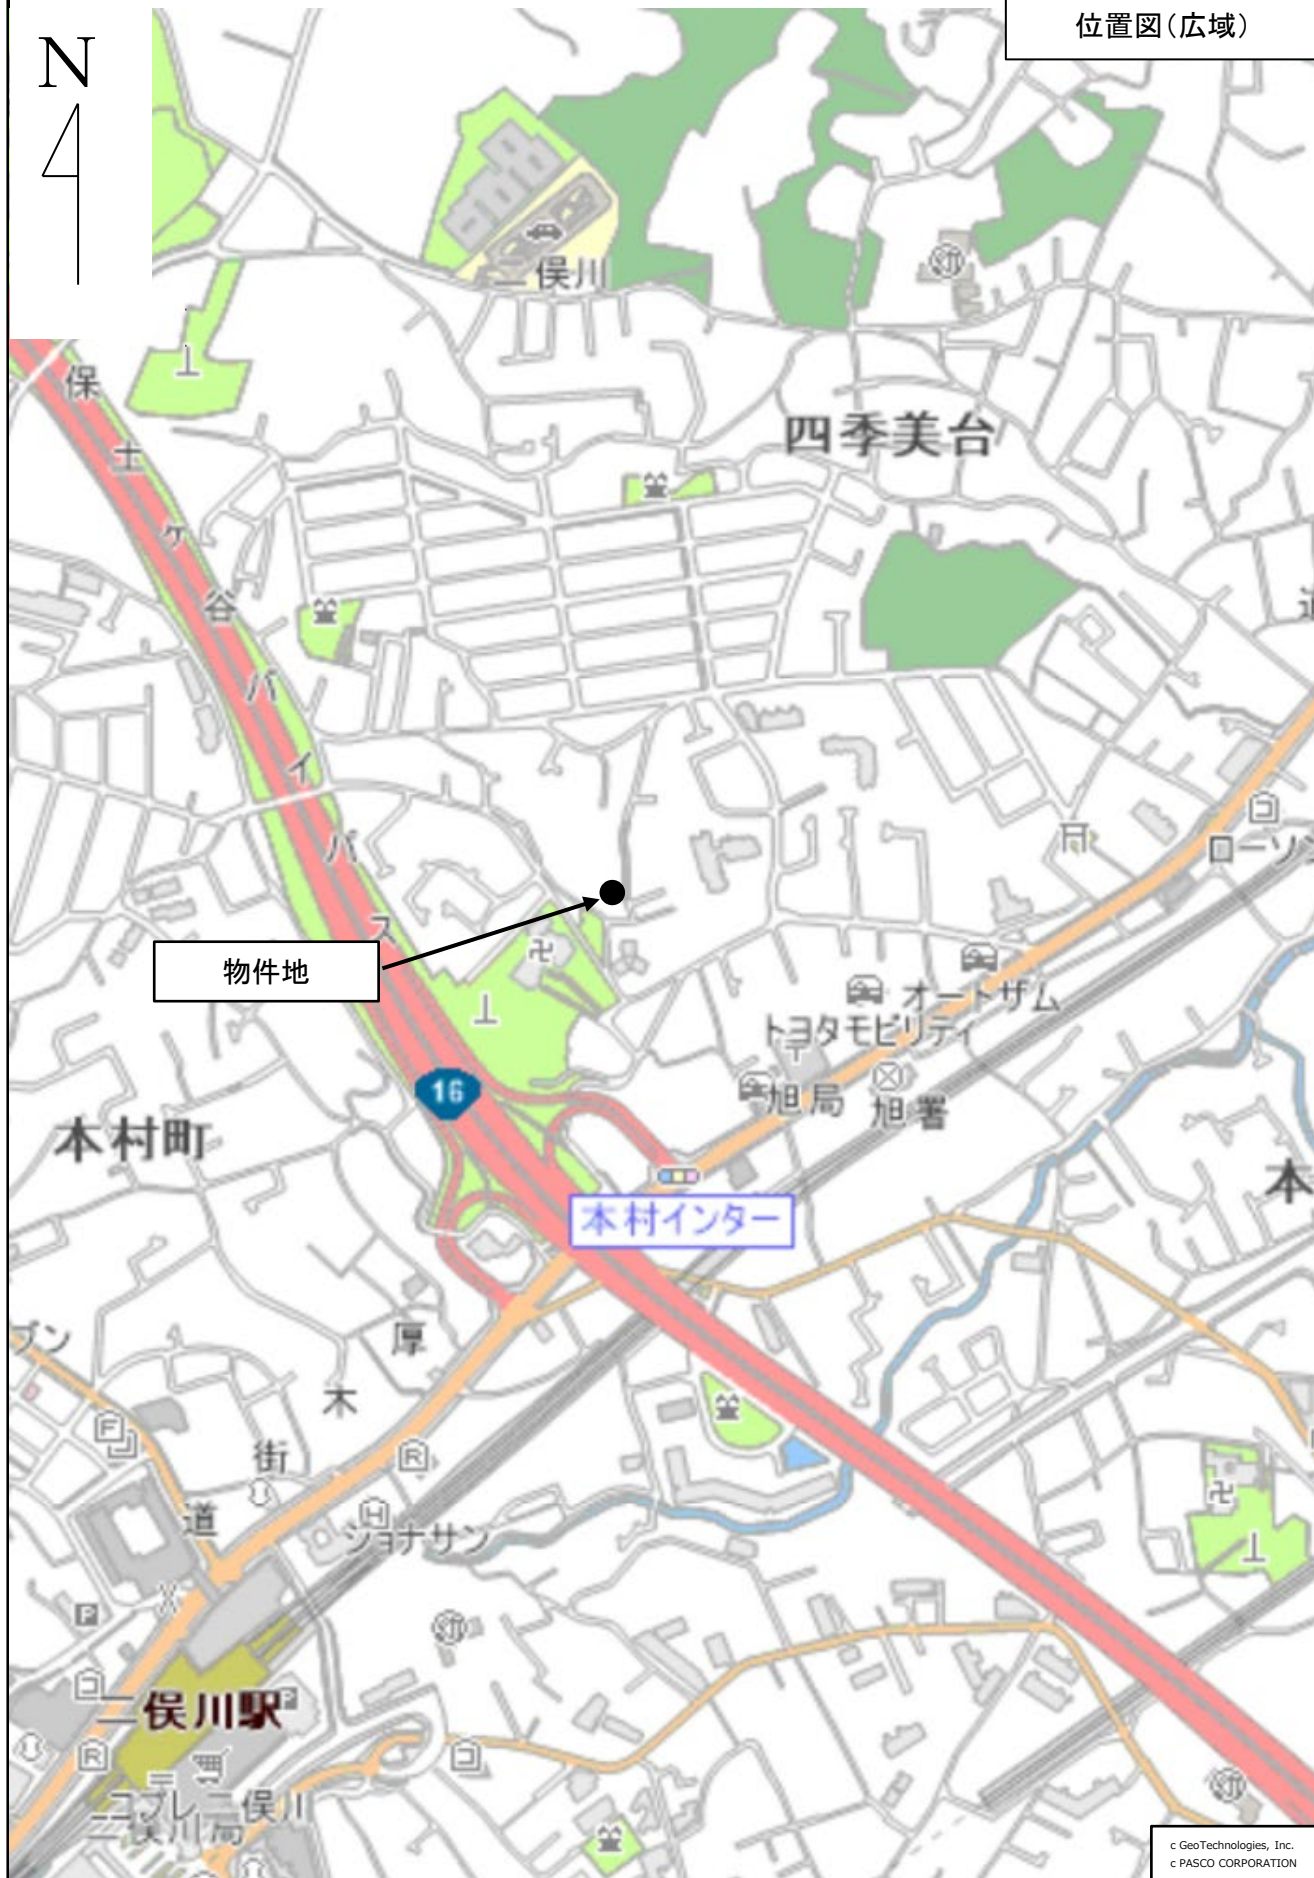 位置図(広域)
N
二俣川
保土ケ谷バイパス
四季美台
ローソン
物件地
オートザム
トヨタモビリティ
旭局
旭署
16
本村町
本
本村インター
ブン
厚木街道
F
R
H
ジョナサン
P
二俣川駅
P
R
コ
コプレ二俣川
二俣川局
c GeoTechnologies, Inc.
c PASCO CORPORATION